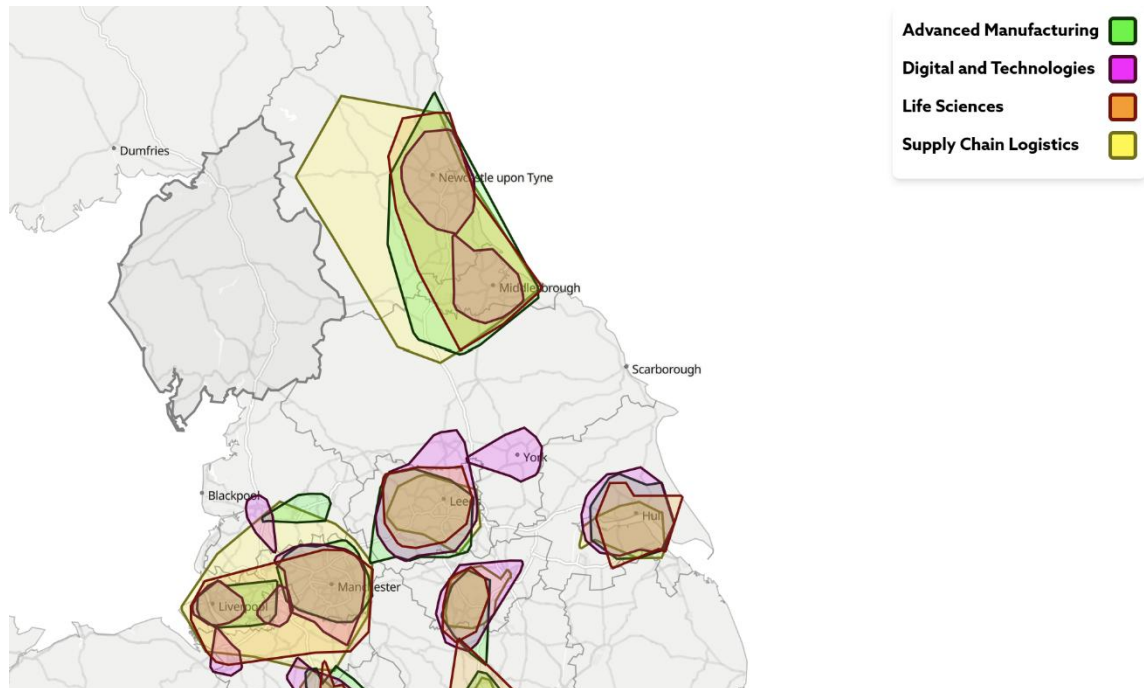 Advanced Manufacturing
Digital and Technologies
Life Sciences
Supply Chain Logistics
Dumfries
Newcastle upon Tyne
Middlesbrough
Scarborough
York
Blackpool
Leeds
Hull
Manchester
Liverpool